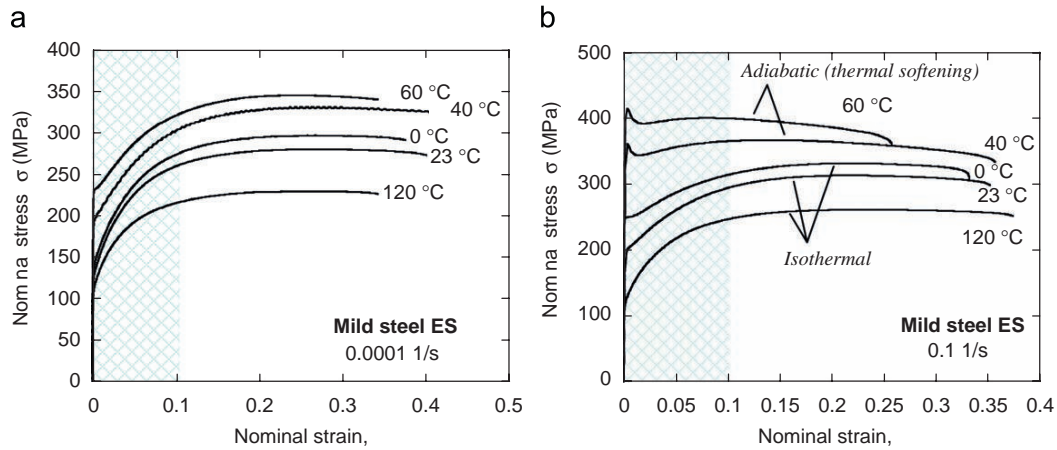 a
400
350
300
250
200
150
100
50
0
Nom na stress σ (MPa)
60 °C
40 °C
0 °C
23 °C
120 °C
Mild steel ES
0.0001 1/s
0 0.1 0.2 0.3 0.4 0.5
Nominal strain,
b
500
400
300
200
100
0
Nom na stress σ (MPa)
Adiabatic (thermal softening)
60 °C
40 °C
0 °C
23 °C
120 °C
Isothermal
Mild steel ES
0.1 1/s
0 0.05 0.1 0.15 0.2 0.25 0.3 0.35 0.4
Nominal strain,